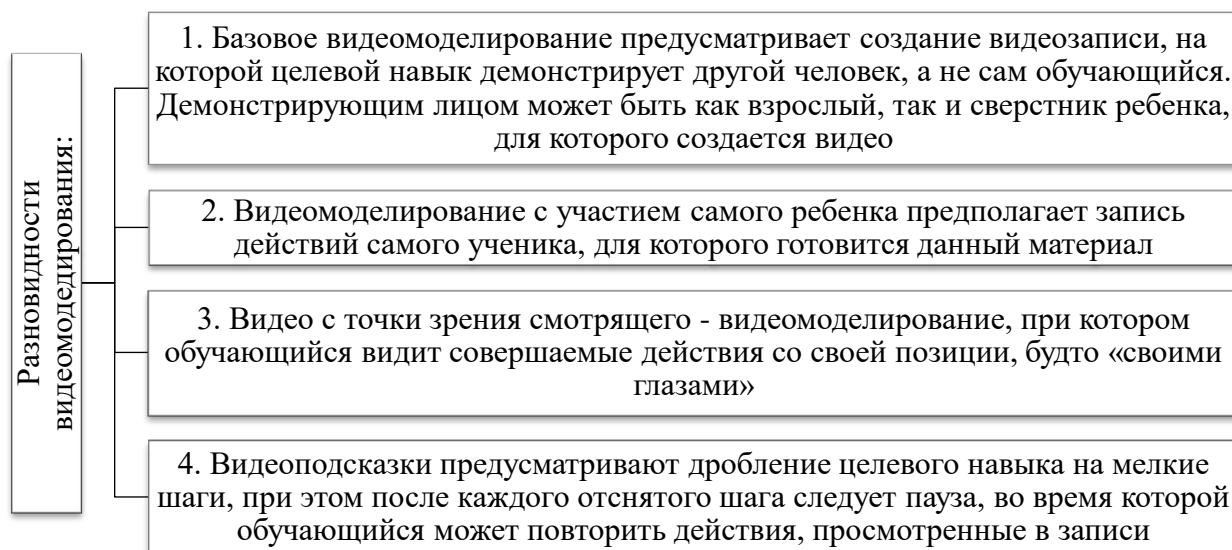 Разновидности
видеомодедирования:
1. Базовое видеомоделирование предусматривает создание видеозаписи, на
которой целевой навык демонстрирует другой человек, а не сам обучающийся.
Демонстрирующим лицом может быть как взрослый, так и сверстник ребенка,
для которого создается видео
2. Видеомоделирование с участием самого ребенка предполагает запись
действий самого ученика, для которого готовится данный материал
3. Видео с точки зрения смотрящего - видеомоделирование, при котором
обучающийся видит совершаемые действия со своей позиции, будто «своими
глазами»
4. Видеоподсказки предусматривают дробление целевого навыка на мелкие
шаги, при этом после каждого отснятого шага следует пауза, во время которой
обучающийся может повторить действия, просмотренные в записи